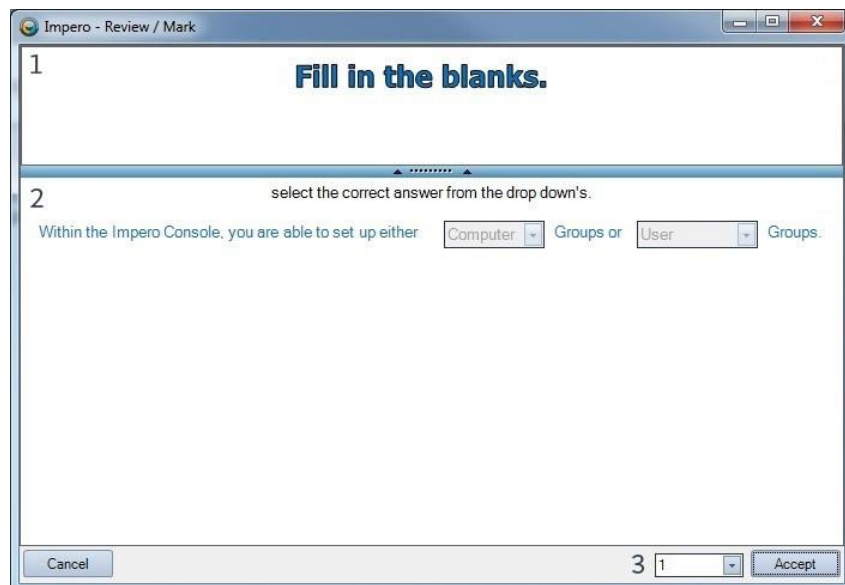 Impero - Review / Mark
1
Fill in the blanks.
2
select the correct answer from the drop down's.
Within the Impero Console, you are able to set up either Computer Groups or User Groups.
Cancel
3 1 Accept